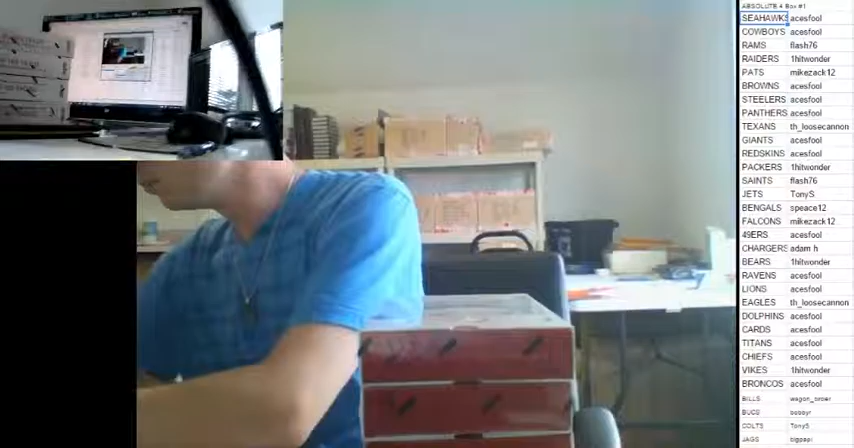 ABSOLUTE 4 Box #1
SEAHAWKS acesfool
COWBOYS acesfool
RAMS flash76
RAIDERS 1hitwonder
PATS mikezack12
BROWNS acesfool
STEELERS acesfool
PANTHERS acesfool
TEXANS th_loosecannon
GIANTS acesfool
REDSKINS acesfool
PACKERS 1hitwonder
SAINTS flash76
JETS TonyS
BENGALS speace12
FALCONS mikezack12
49ERS acesfool
CHARGERS adam h
BEARS 1hitwonder
RAVENS acesfool
LIONS acesfool
EAGLES th_loosecannon
DOLPHINS acesfool
CARDS acesfool
TITANS acesfool
CHIEFS acesfool
VIKES 1hitwonder
BRONCOS acesfool
BILLS
BUCS
COLTS TonyS
JAGS